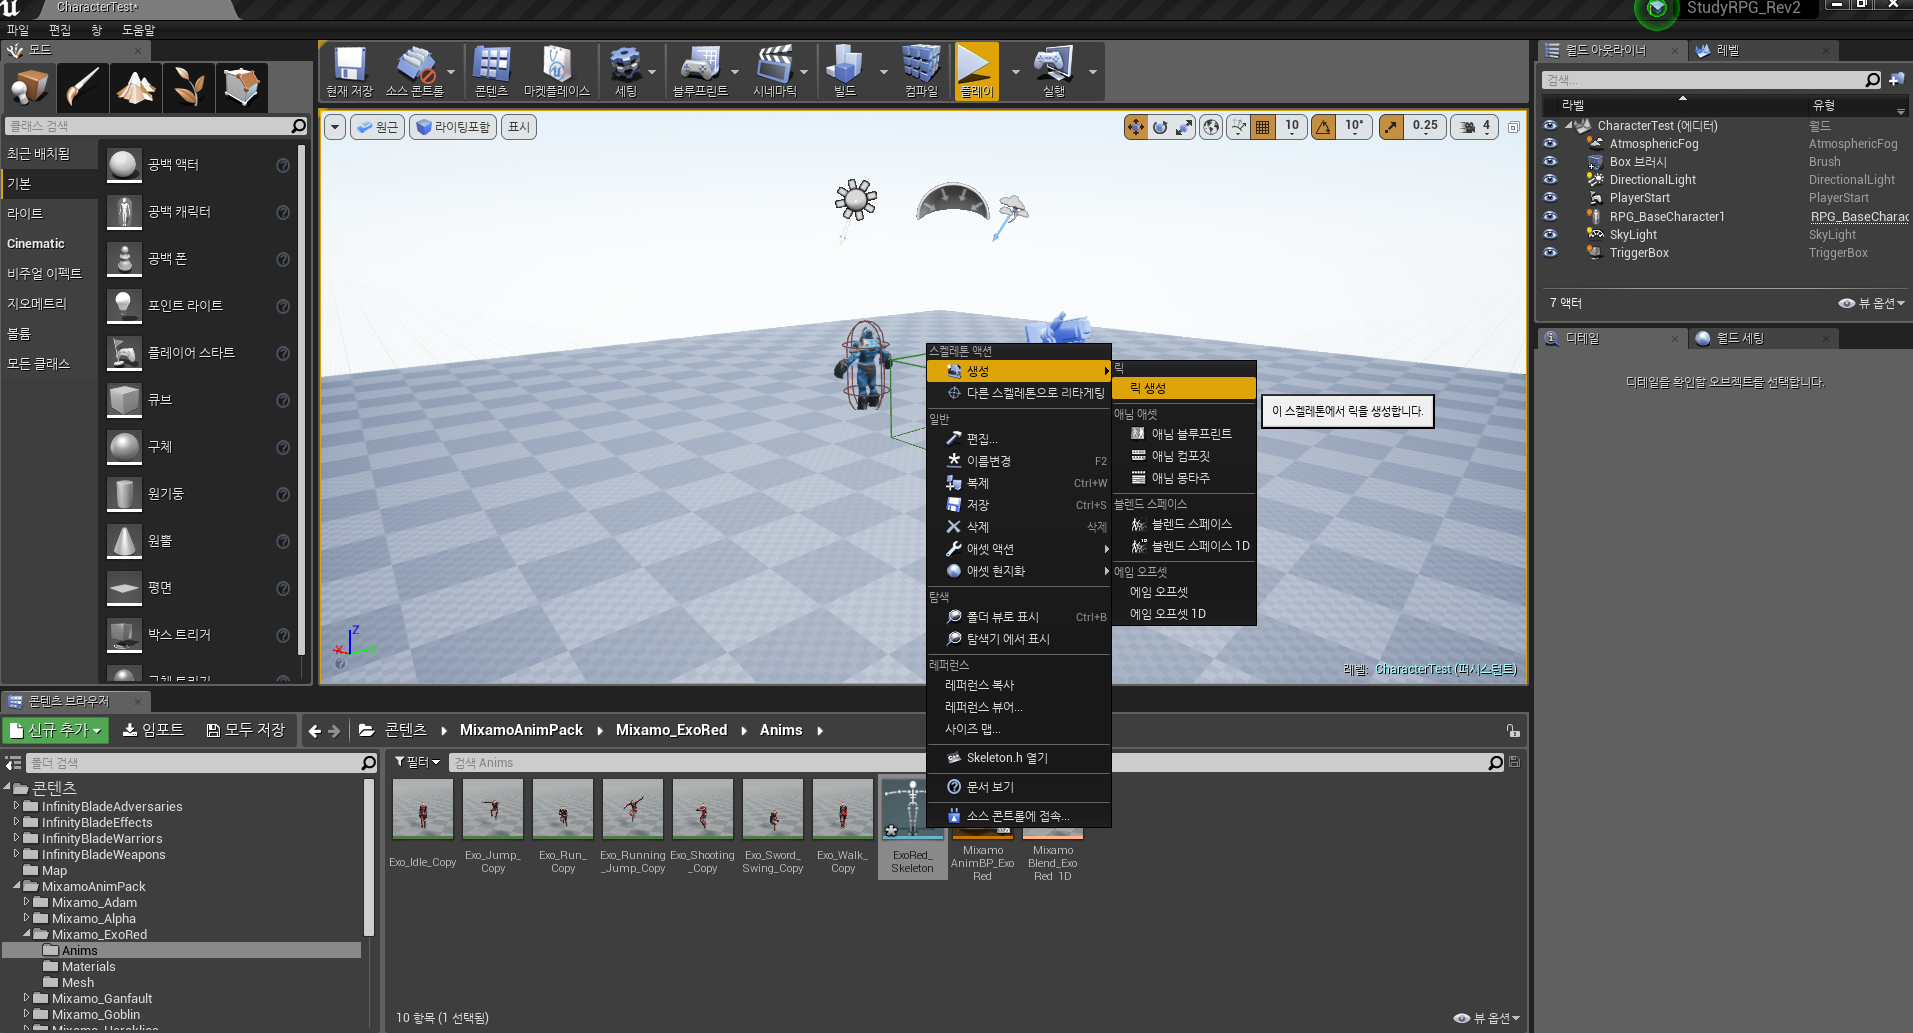 CharacterTest*
StudyRPG_Rev2
파일 편집 창 도움말
모드
클래스 검색
최근 배치됨
기본
라이트
Cinematic
비주얼 이펙트
지오메트리
볼륨
모든 클래스
공백 액터
공백 캐릭터
공백 폰
포인트 라이트
플레이어 스타트
큐브
구체
원기둥
원뿔
평면
박스 트리거
구체 트리거
현재 저장
소스 콘트롤
콘텐츠
마켓플레이스
세팅
블루프린트
시네마틱
빌드
컴파일
플레이
실행
원근
라이팅포함
표시
10
10°
0.25
4
X
Y
Z
레벨: CharacterTest (퍼시스턴트)
스켈레톤 액션
생성
다른 스켈레톤으로 리타게팅
일반
편집...
이름변경 F2
복제 Ctrl+W
저장 Ctrl+S
삭제 삭제
애셋 액션
애셋 현지화
탐색
폴더 뷰로 표시 Ctrl+B
탐색기 에서 표시
레퍼런스
레퍼런스 복사
레퍼런스 뷰어...
사이즈 맵...
Skeleton.h 열기
문서 보기
소스 콘트롤에 접속...
릭
릭 생성
애님 애셋
애님 블루프린트
애님 컴포짓
애님 몽타주
블렌드 스페이스
블렌드 스페이스
블렌드 스페이스 1D
에임 오프셋
에임 오프셋
에임 오프셋 1D
이 스켈레톤에서 릭을 생성합니다.
월드 아웃라이너
레벨
검색...
라벨 유형
CharacterTest (에디터) 월드
AtmosphericFog AtmosphericFog
Box 브러시 Brush
DirectionalLight DirectionalLight
PlayerStart PlayerStart
RPG_BaseCharacter1 RPG_BaseCharac
SkyLight SkyLight
TriggerBox TriggerBox
7 액터
뷰 옵션
디테일
월드 세팅
디테일을 확인할 오브젝트를 선택합니다.
콘텐츠 브라우저
신규 추가
임포트
모두 저장
콘텐츠
MixamoAnimPack
Mixamo_ExoRed
Anims
폴더 검색
콘텐츠
InfinityBladeAdversaries
InfinityBladeEffects
InfinityBladeWarriors
InfinityBladeWeapons
Map
MixamoAnimPack
Mixamo_Adam
Mixamo_Alpha
Mixamo_ExoRed
Anims
Materials
Mesh
Mixamo_Ganfault
Mixamo_Goblin
Mixamo_Heraklios
필터
검색 Anims
Exo_Idle_Copy
Exo_Jump_
Copy
Exo_Run_
Copy
Exo_Running
_Jump_Copy
Exo_Shooting
_Copy
Exo_Sword_
Swing_Copy
Exo_Walk_
Copy
ExoRed_
Skeleton
Mixamo
AnimBP_Exo
Red
Mixamo
Blend_Exo
Red_1D
10 항목 (1 선택됨)
뷰 옵션